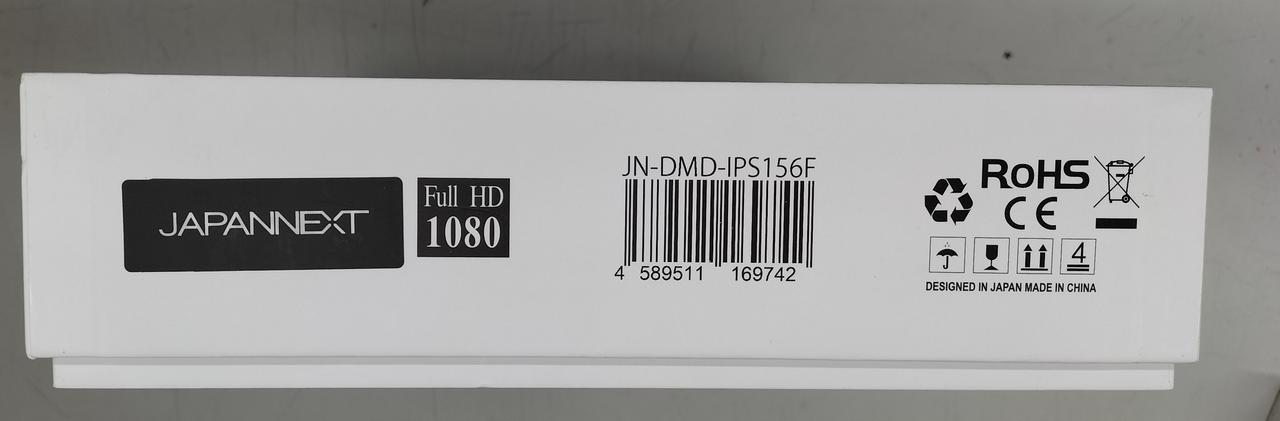 JAPANNEXT
Full HD
1080
JN-DMD-IPS156F
4 589511 169742
RoHS
CE
4
DESIGNED IN JAPAN MADE IN CHINA